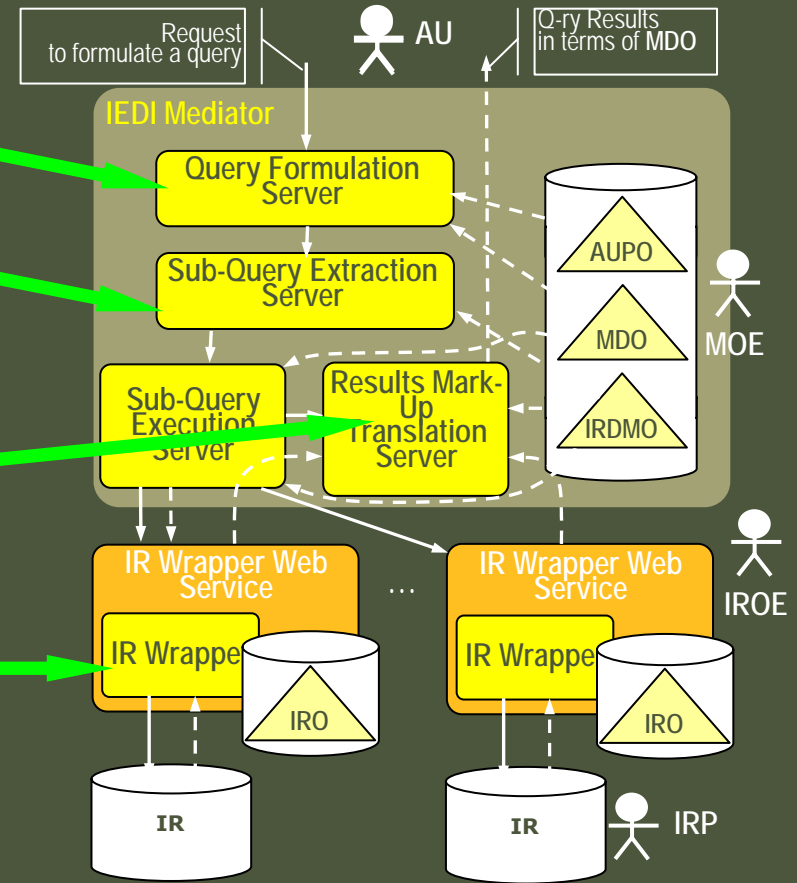 Request
to formulate a query
AU
Q-ry Results
in terms of MDO
IEDI Mediator
Query Formulation
Server
AUPO
Sub-Query Extraction
Server
MDO
MOE
Sub-Query
Execution
Server
Results Mark-
Up
Translation
Server
IRDMO
IR Wrapper Web
Service
...
IR Wrapper Web
Service
IROE
IR Wrappe
IRO
IR Wrappe
IRO
IR
IR
IRP